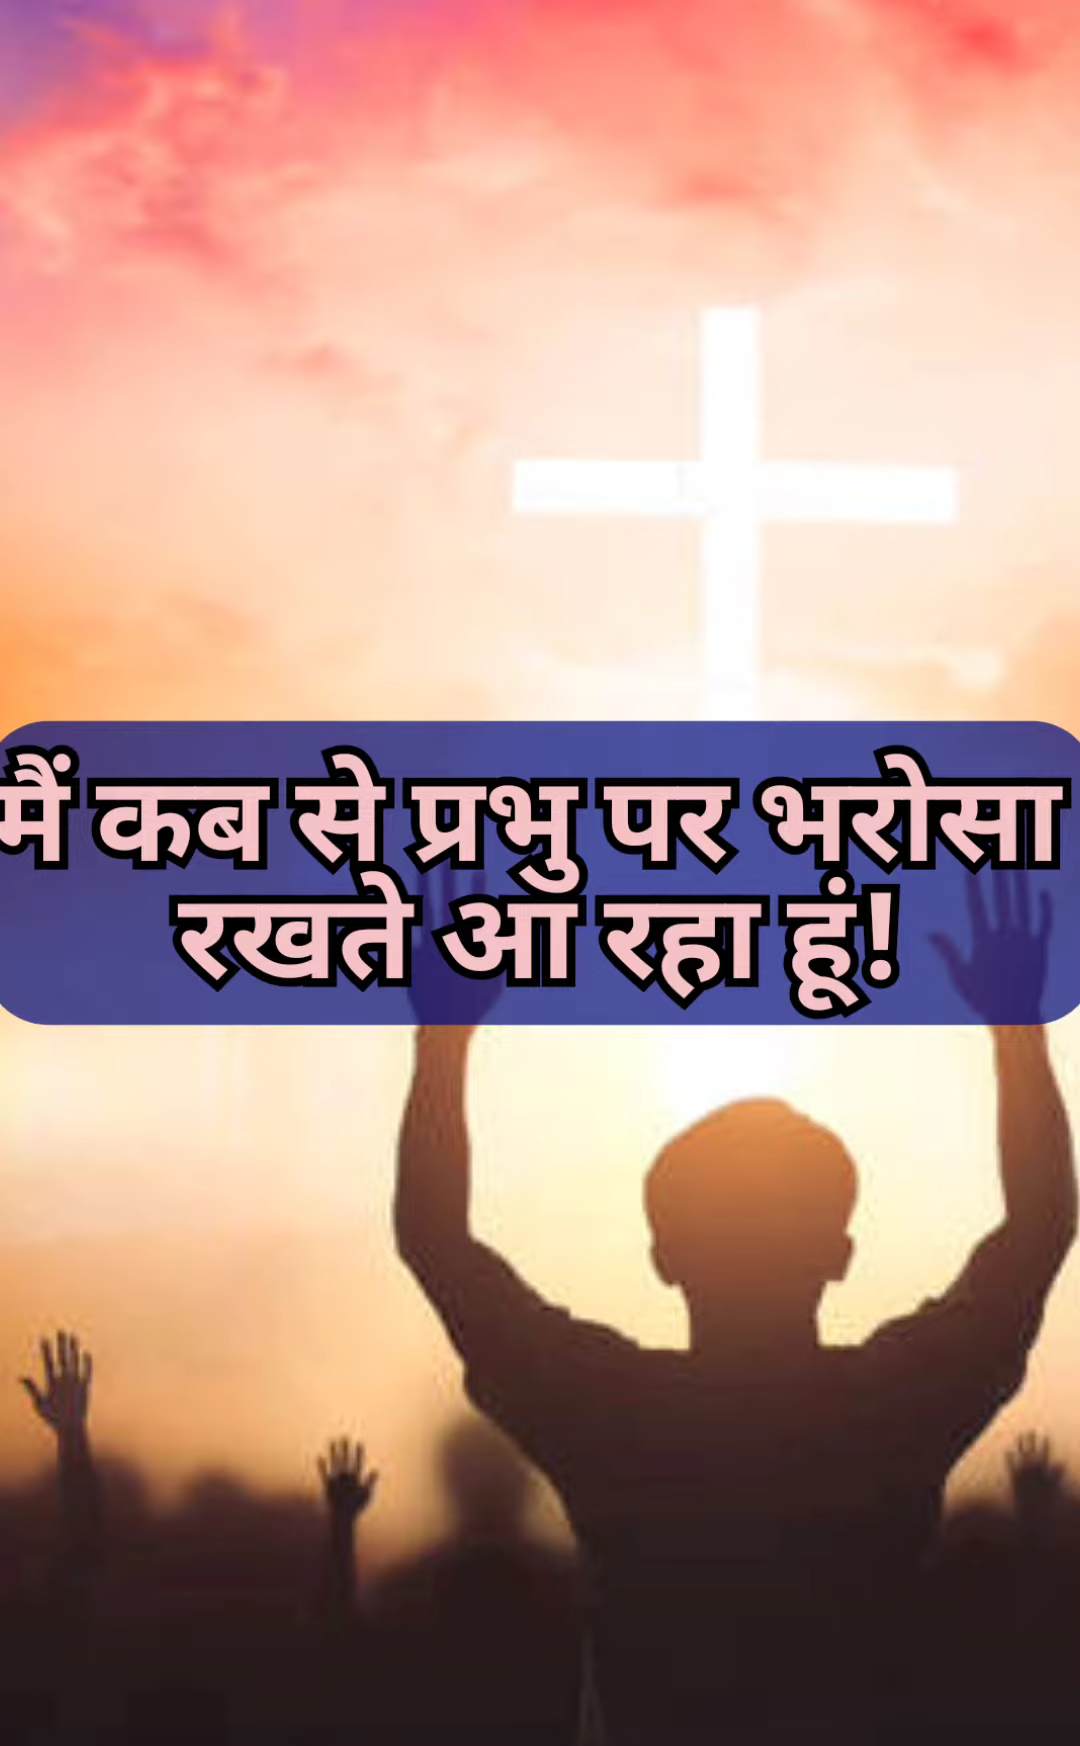 मैं कब से प्रभु पर भरोसा
रखते आ रहा हूं!